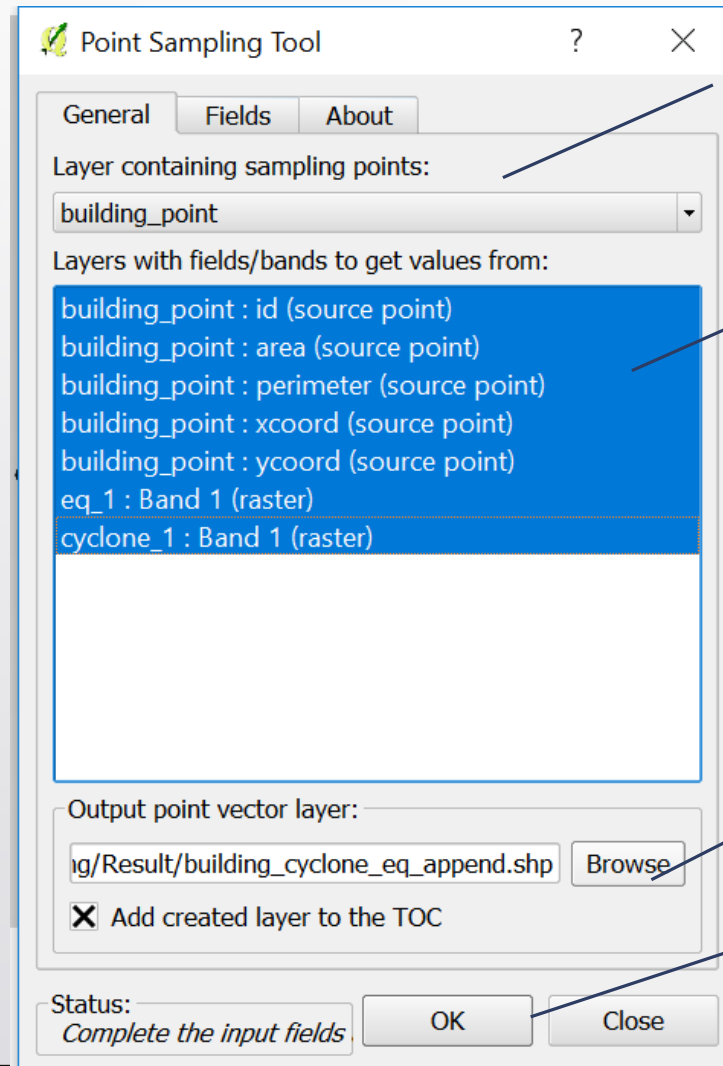 Point Sampling Tool ?
General Fields About
Layer containing sampling points:
building_point
Layers with fields/bands to get values from:
building_point : id (source point)
building_point : area (source point)
building_point : perimeter (source point)
building_point : xcoord (source point)
building_point : ycoord (source point)
eq_1 : Band 1 (raster)
cyclone_1 : Band 1 (raster)
Output point vector layer:
ng/Result/building_cyclone_eq_append.shp Browse
Add created layer to the TOC
Status:
Complete the input fields
OK Close